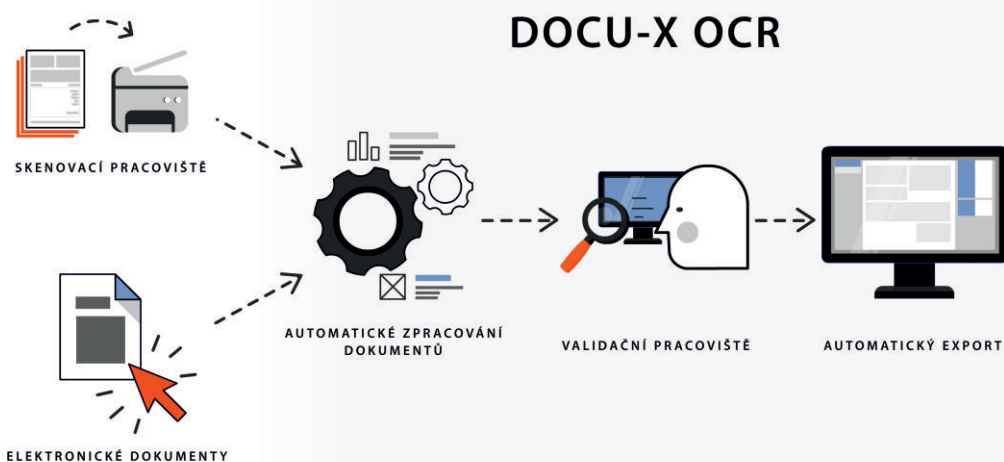 DOCU-X OCR
SKENOVACÍ PRACOVIŠTĚ
AUTOMATICKÉ ZPRACOVÁNÍ
DOKUMENTŮ
VALIDAČNÍ PRACOVIŠTĚ
AUTOMATICKÝ EXPORT
ELEKTRONICKÉ DOKUMENTY